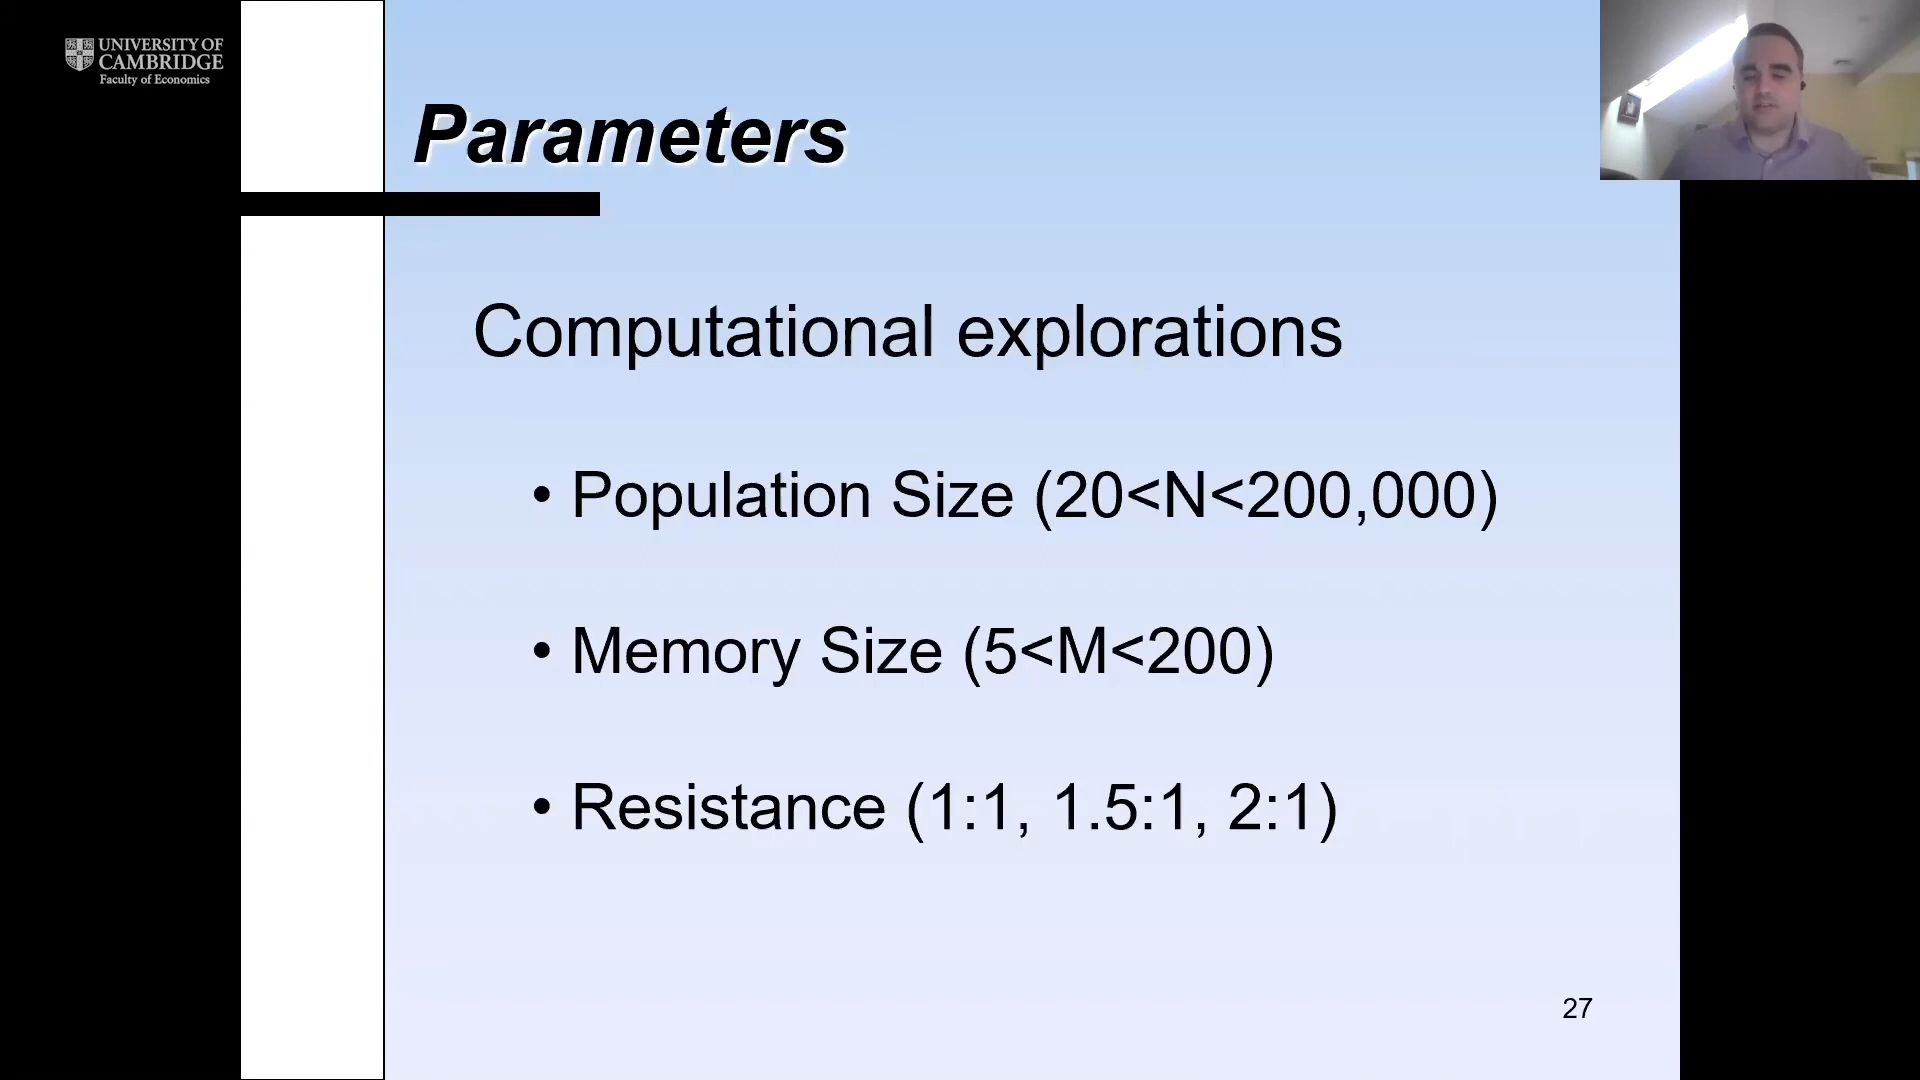 UNIVERSITY OF
CAMBRIDGE
Faculty of Economics
Parameters
Computational explorations
• Population Size (20<N<200,000)
• Memory Size (5<M<200)
• Resistance (1:1, 1.5:1, 2:1)
27